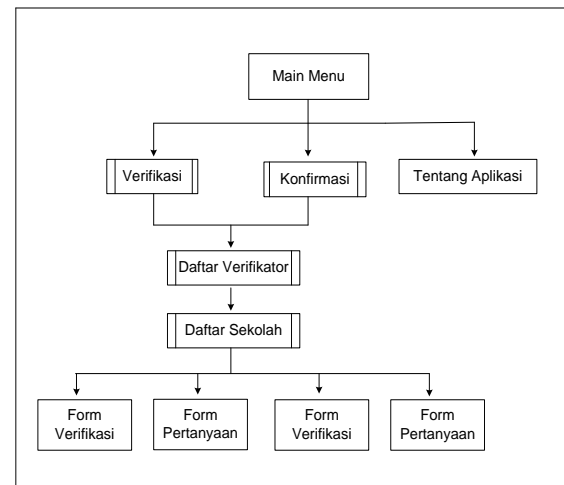 Main Menu
Verifikasi
Konfirmasi
Tentang Aplikasi
Daftar Verifikator
Daftar Sekolah
Form
Verifikasi
Form
Pertanyaan
Form
Verifikasi
Form
Pertanyaan